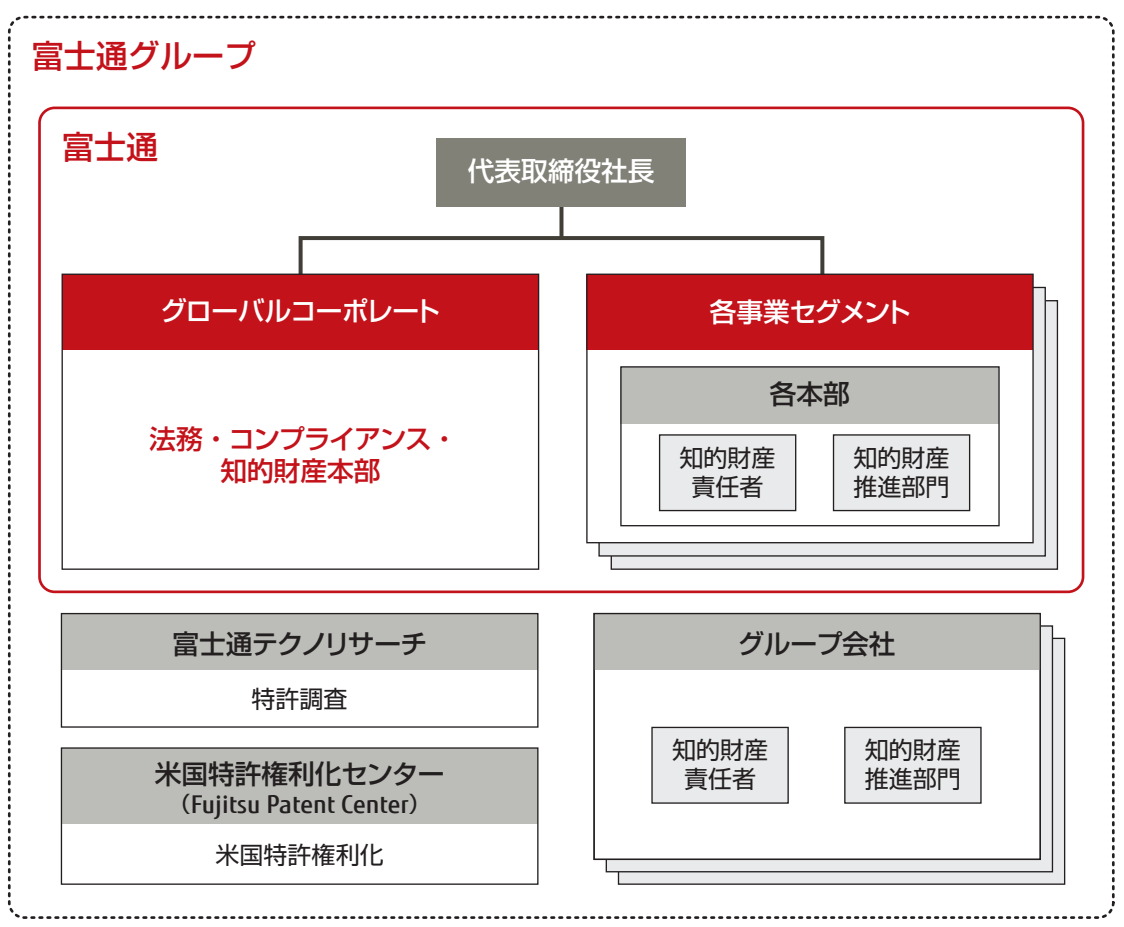 富士通グループ
富士通
代表取締役社長
グローバルコーポレート
法務・コンプライアンス・
知的財産本部
各事業セグメント
各本部
知的財産
責任者
知的財産
推進部門
富士通テクノリサーチ
特許調査
米国特許権利化センター
（Fujitsu Patent Center）
米国特許権利化
グループ会社
知的財産
責任者
知的財産
推進部門